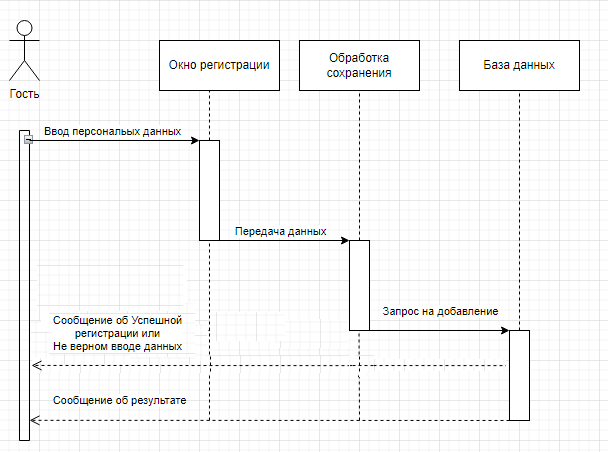 Гость
Окно регистрации
Обработка
сохранения
База данных
Ввод персональых данных
Передача данных
Запрос на добавление
Сообщение об Успешной
регистрации или
Не верном вводе данных
Сообщение об результате